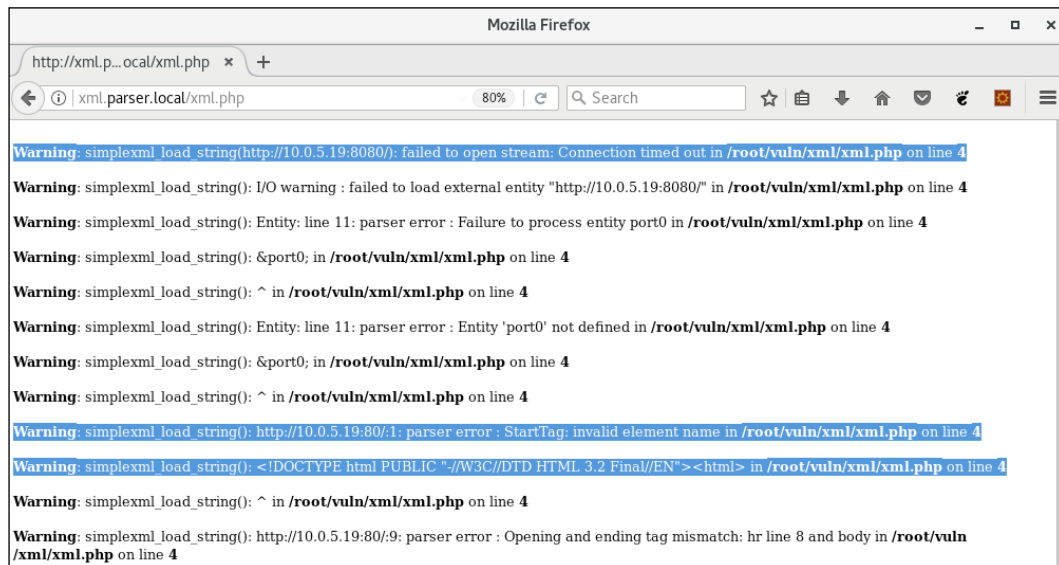 Mozilla Firefox
http://xml.p...ocal/xml.php
xml.parser.local/xml.php
80%
Search
Warning: simplexml_load_string(http://10.0.5.19:8080/): failed to open stream: Connection timed out in /root/vuln/xml/xml.php on line 4
Warning: simplexml_load_string(): I/O warning : failed to load external entity "http://10.0.5.19:8080/" in /root/vuln/xml/xml.php on line 4
Warning: simplexml_load_string(): Entity: line 11: parser error : Failure to process entity port0 in /root/vuln/xml/xml.php on line 4
Warning: simplexml_load_string(): &port0; in /root/vuln/xml/xml.php on line 4
Warning: simplexml_load_string(): ^ in /root/vuln/xml/xml.php on line 4
Warning: simplexml_load_string(): Entity: line 11: parser error : Entity 'port0' not defined in /root/vuln/xml/xml.php on line 4
Warning: simplexml_load_string(): &port0; in /root/vuln/xml/xml.php on line 4
Warning: simplexml_load_string(): ^ in /root/vuln/xml/xml.php on line 4
Warning: simplexml_load_string(): http://10.0.5.19:80/:1: parser error : StartTag: invalid element name in /root/vuln/xml/xml.php on line 4
Warning: simplexml_load_string(): <!DOCTYPE html PUBLIC "-//W3C//DTD HTML 3.2 Final//EN"><html> in /root/vuln/xml/xml.php on line 4
Warning: simplexml_load_string(): ^ in /root/vuln/xml/xml.php on line 4
Warning: simplexml_load_string(): http://10.0.5.19:80/:9: parser error : Opening and ending tag mismatch: hr line 8 and body in /root/vuln
/xml/xml.php on line 4